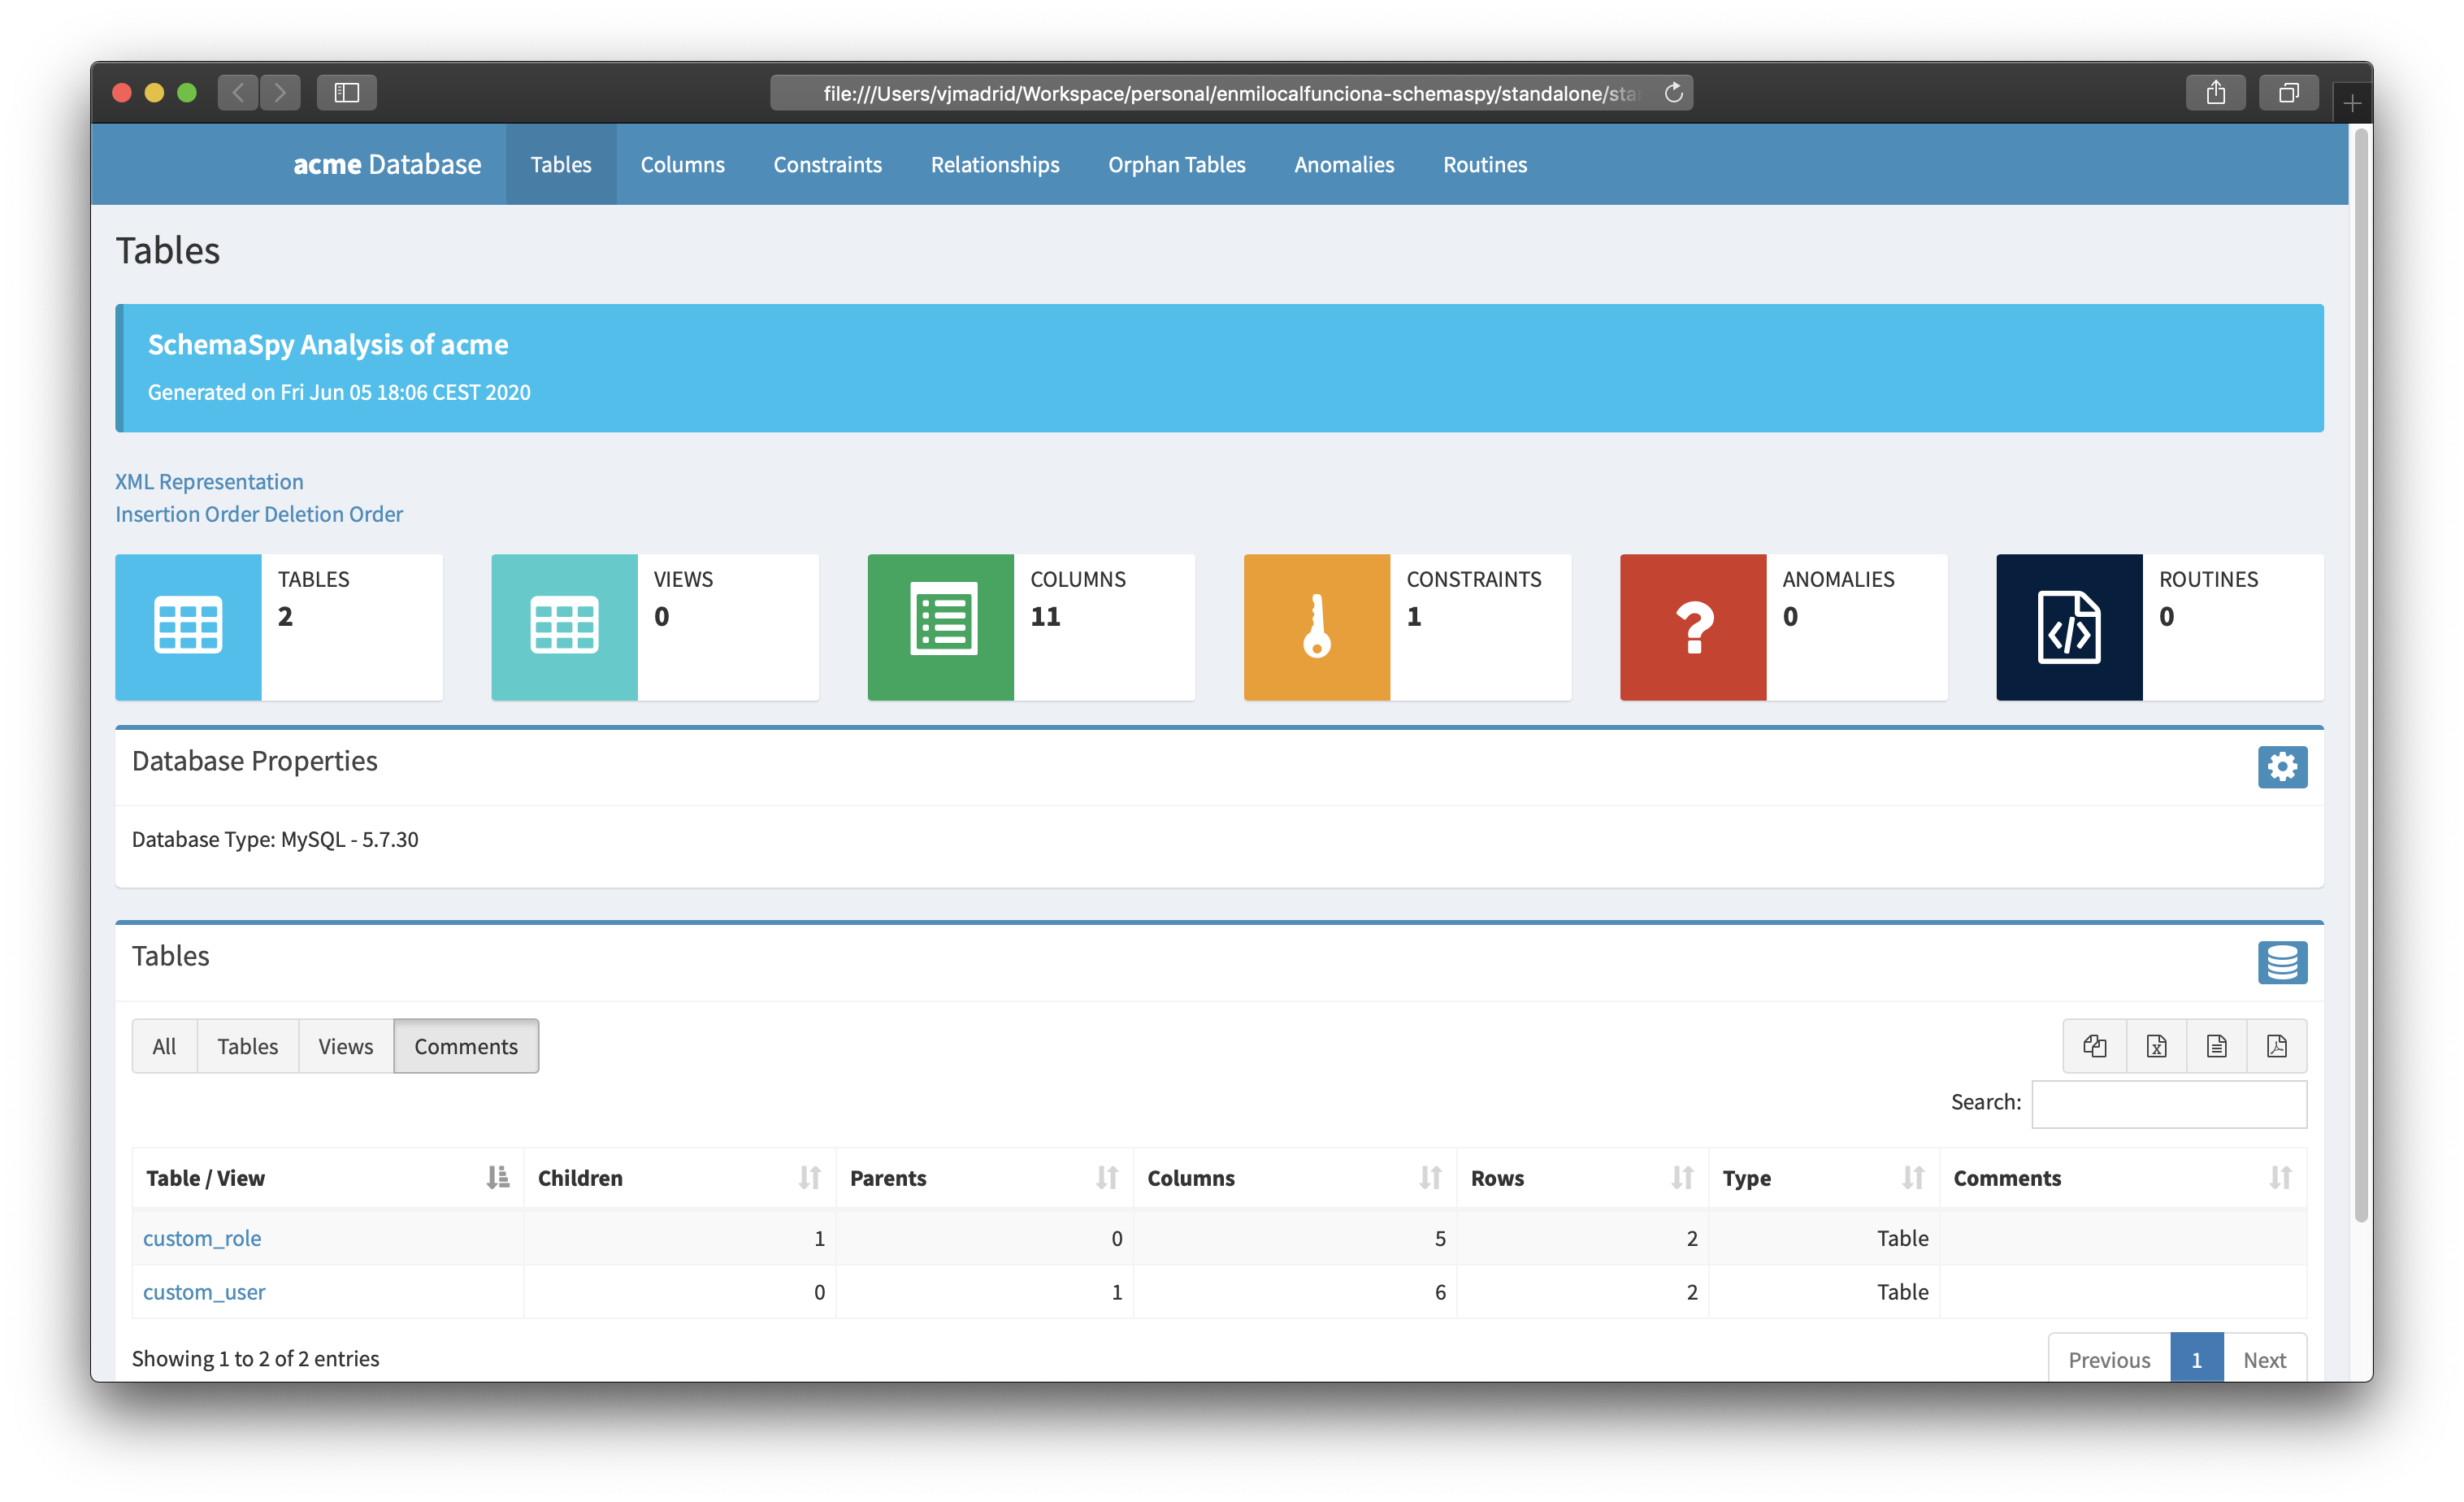 file:///Users/vjmadrid/Workspace/personal/enmilocalfunciona-schemaspy/standalone/sta
acme Database Tables Columns Constraints Relationships Orphan Tables Anomalies Routines
Tables
SchemaSpy Analysis of acme
Generated on Fri Jun 05 18:06 CEST 2020
XML Representation
Insertion Order Deletion Order
TABLES VIEWS COLUMNS CONSTRAINTS ANOMALIES ROUTINES
2 0 11 1 0 0
Database Properties
Database Type: MySQL - 5.7.30
Tables
All Tables Views Comments
Search:
Table / View Children Parents Columns Rows Type Comments
custom_role 1 0 5 2 Table
custom_user 0 1 6 2 Table
Showing 1 to 2 of 2 entries
Previous 1 Next